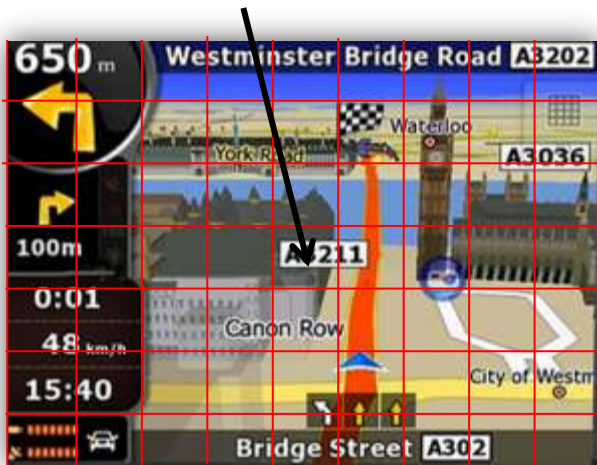 650 m
Westminster Bridge Road A3202
Waterloo
York Road
A3036
100m
A3211
0:01
Canon Row
48 km/h
15:40
City of Westm
Bridge Street A302